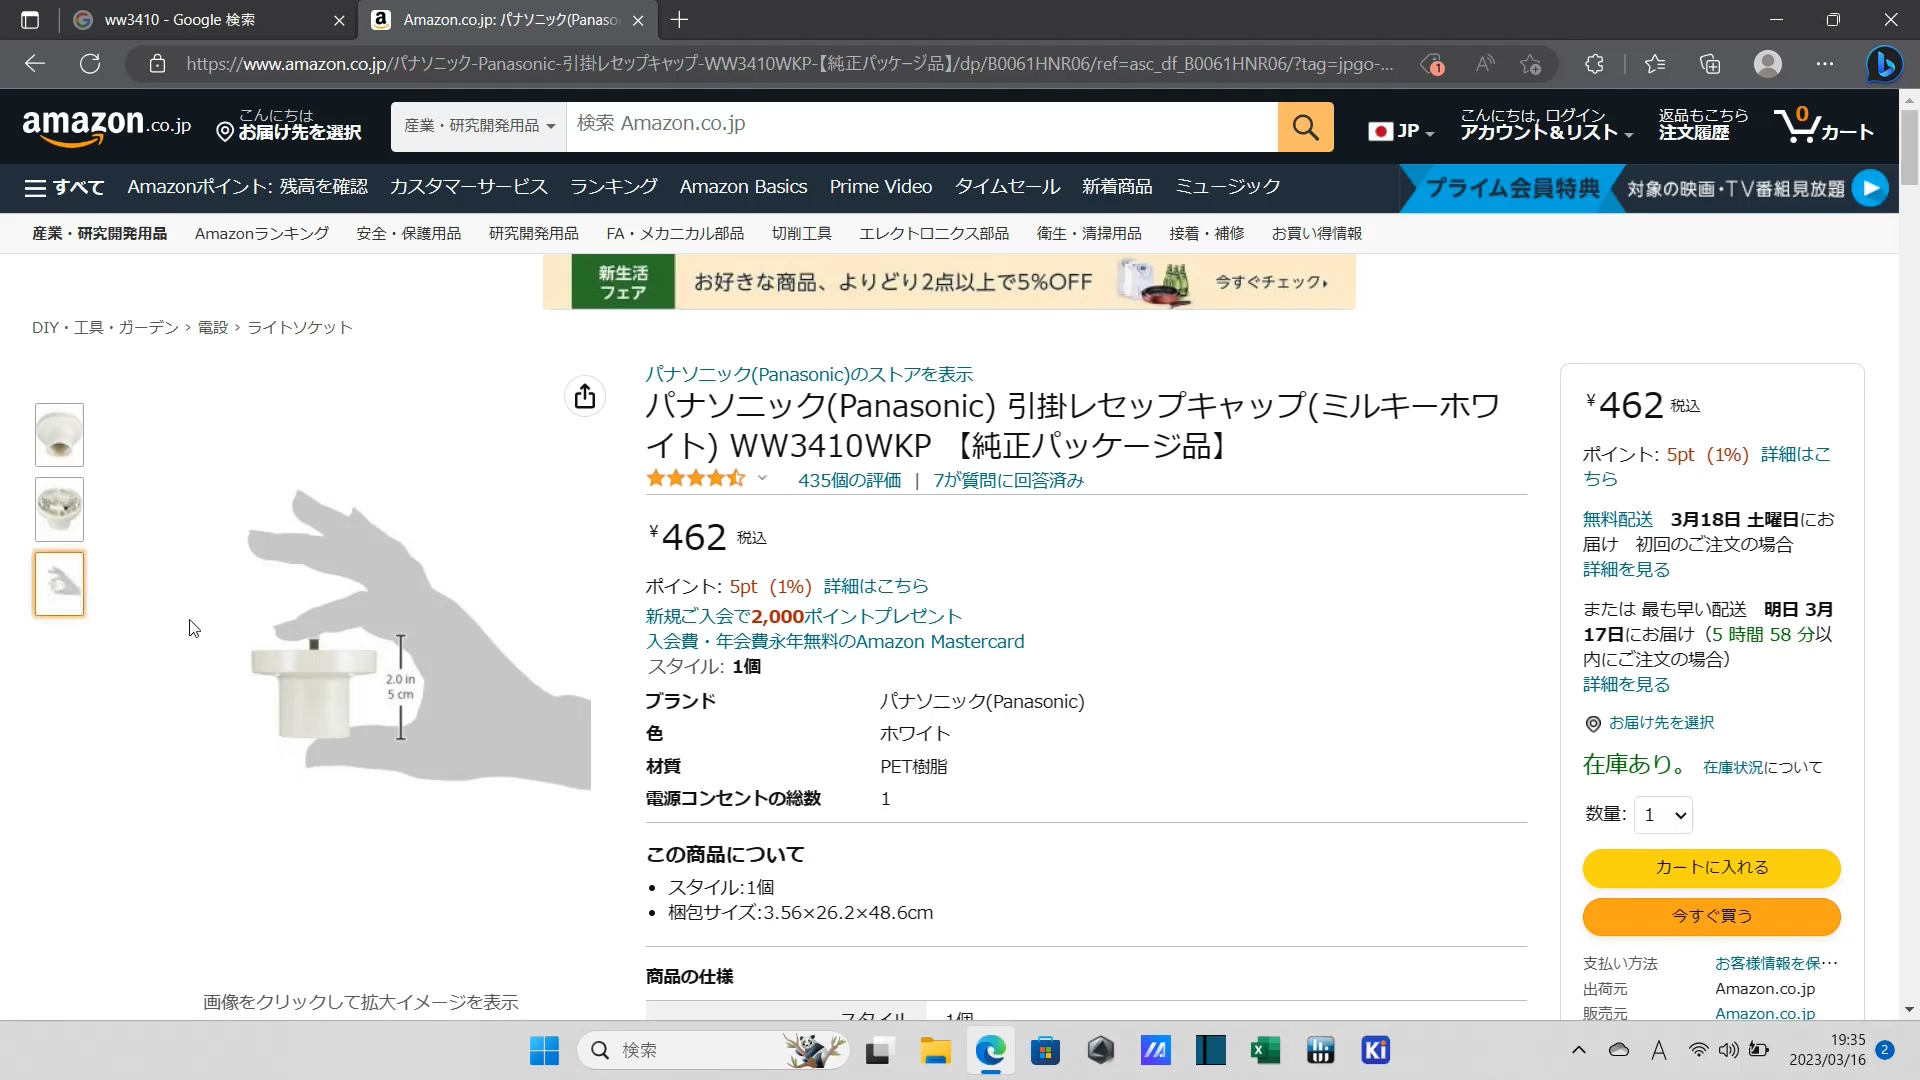 ww3410 - Google 検索
Amazon.co.jp: パナソニック(Panaso
https://www.amazon.co.jp/パナソニック-Panasonic-引掛レセップキャップ-WW3410WKP-【純正パッケージ品】/dp/B0061HNR06/ref=asc_df_B0061HNR06/?tag=jpgo-...
1
amazon.co.jp
こんにちは
お届け先を選択
産業・研究開発用品
検索 Amazon.co.jp
JP
こんにちは, ログイン
アカウント&リスト
返品もこちら
注文履歴
0
カート
すべて
Amazonポイント: 残高を確認
カスタマーサービス
ランキング
Amazon Basics
Prime Video
タイムセール
新着商品
ミュージック
プライム会員特典
対象の映画・TV番組見放題
産業・研究開発用品
Amazonランキング
安全・保護用品
研究開発用品
FA・メカニカル部品
切削工具
エレクトロニクス部品
衛生・清掃用品
接着・補修
お買い得情報
新生活
フェア
お好きな商品、よりどり2点以上で5%OFF
今すぐチェック
DIY・工具・ガーデン › 電設 › ライトソケット
2.0 in
5 cm
画像をクリックして拡大イメージを表示
パナソニック(Panasonic)のストアを表示
パナソニック(Panasonic) 引掛レセップキャップ(ミルキーホワ
イト) WW3410WKP 【純正パッケージ品】
435個の評価 | 7が質問に回答済み
¥462 税込
ポイント: 5pt (1%) 詳細はこちら
新規ご入会で2,000ポイントプレゼント
入会費・年会費永年無料のAmazon Mastercard
スタイル: 1個
ブランド パナソニック(Panasonic)
色 ホワイト
材質 PET樹脂
電源コンセントの総数 1
この商品について
• スタイル:1個
• 梱包サイズ:3.56×26.2×48.6cm
商品の仕様
スタイル 1個
¥462 税込
ポイント: 5pt (1%) 詳細はこ
ちら
無料配送 3月18日 土曜日にお
届け 初回のご注文の場合
詳細を見る
または 最も早い配送 明日 3月
17日にお届け（5 時間 58 分以
内にご注文の場合）
詳細を見る
お届け先を選択
在庫あり。 在庫状況について
数量: 1
カートに入れる
今すぐ買う
支払い方法 お客様情報を保…
出荷元 Amazon.co.jp
販売元 Amazon.co.jp
検索
Ki
A
19:35
2023/03/16
2